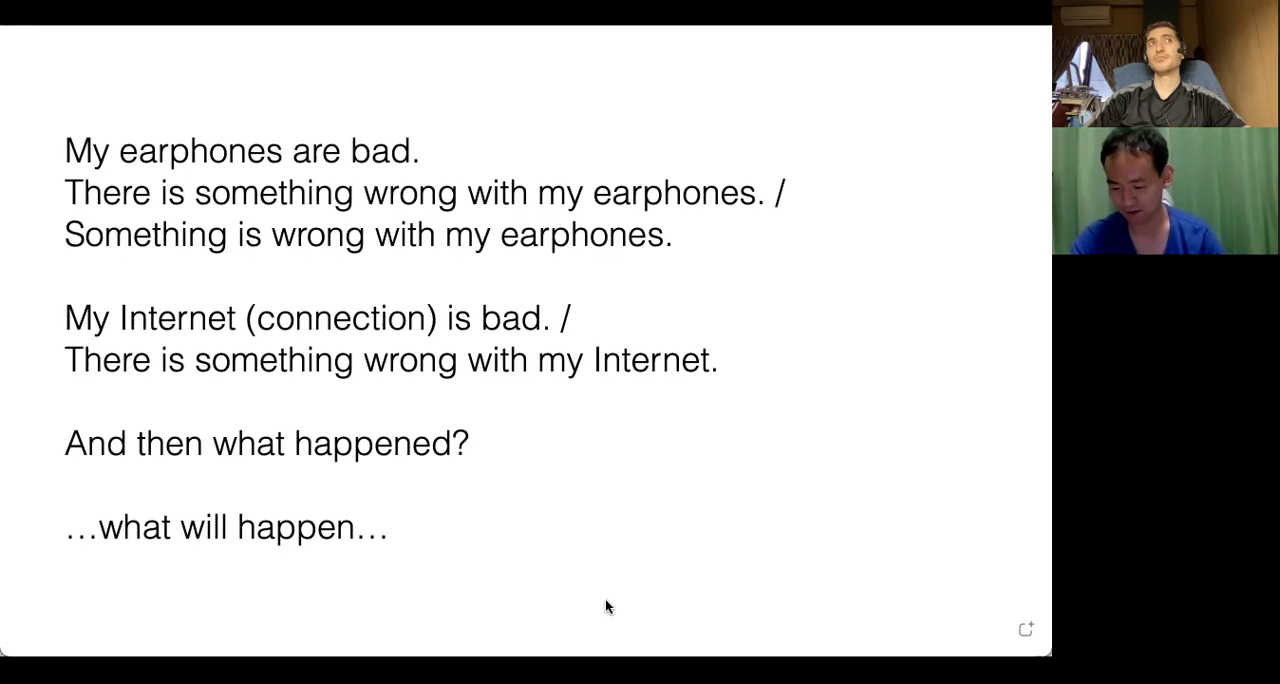 My earphones are bad.
There is something wrong with my earphones. /
Something is wrong with my earphones.
My Internet (connection) is bad. /
There is something wrong with my Internet.
And then what happened?
…what will happen…